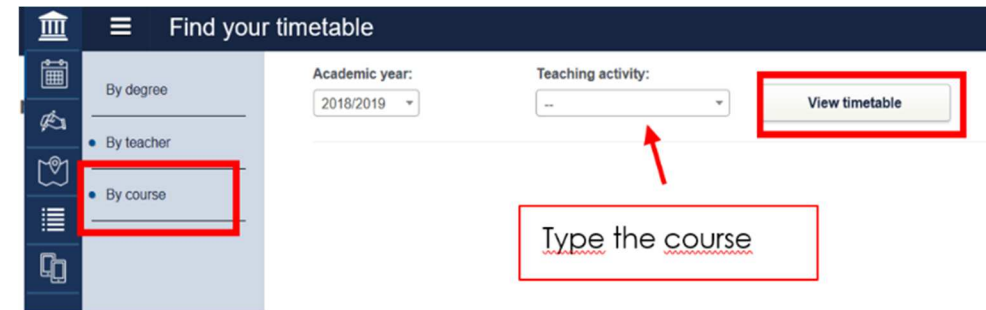 Find your timetable
By degree
By teacher
By course
Academic year:
2018/2019
Teaching activity:
--
View timetable
Type the course